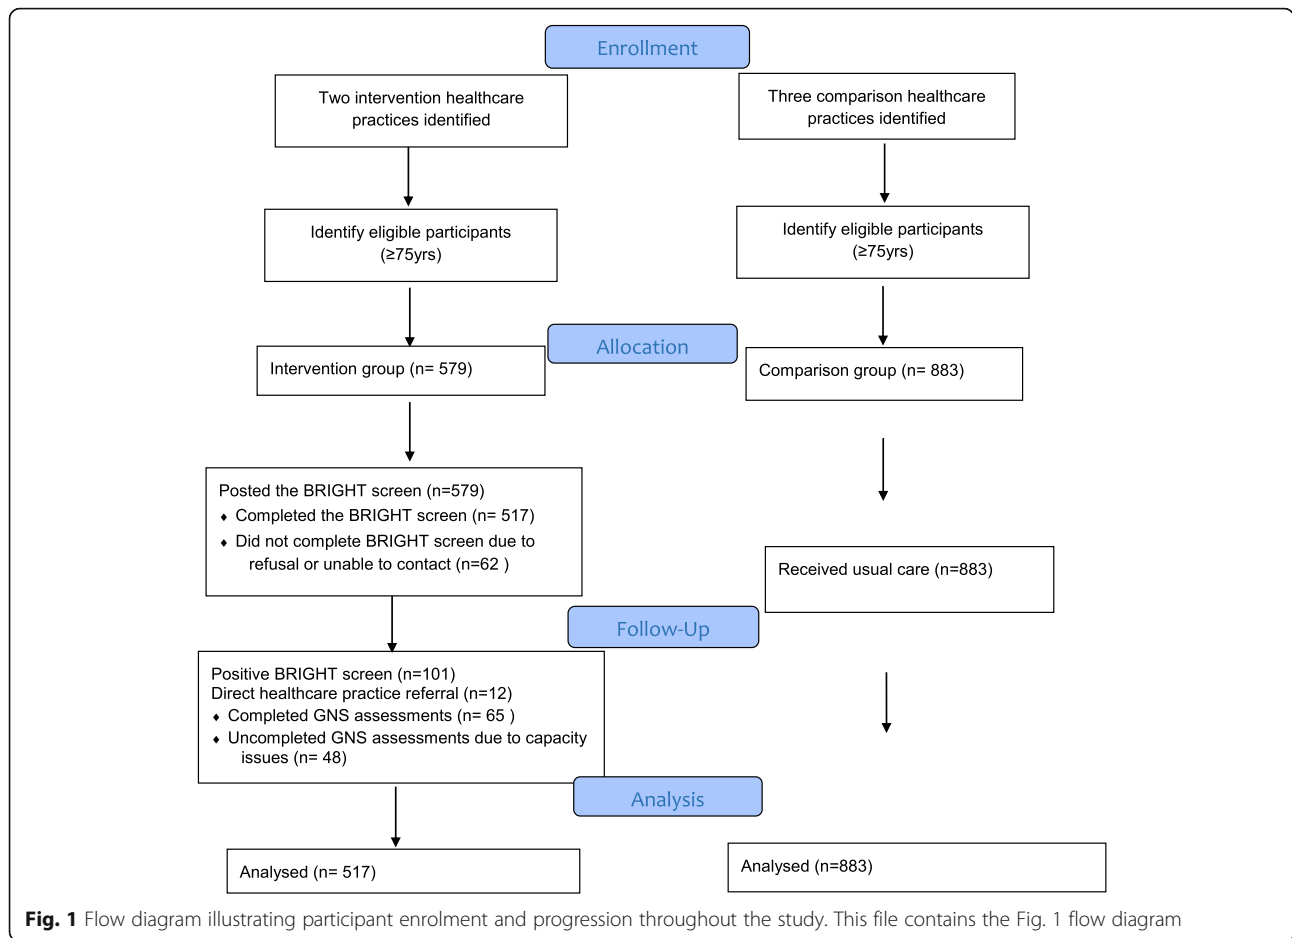 Enrollment
Two intervention healthcare
practices identified
Three comparison healthcare
practices identified
Identify eligible participants
(≥75yrs)
Identify eligible participants
(≥75yrs)
Allocation
Intervention group (n= 579)
Comparison group (n= 883)
Posted the BRIGHT screen (n=579)
♦ Completed the BRIGHT screen (n= 517)
♦ Did not complete BRIGHT screen due to
refusal or unable to contact (n=62 )
Received usual care (n=883)
Follow-Up
Positive BRIGHT screen (n=101)
Direct healthcare practice referral (n=12)
♦ Completed GNS assessments (n= 65 )
♦ Uncompleted GNS assessments due to capacity
issues (n= 48)
Analysis
Analysed (n= 517)
Analysed (n=883)
Fig. 1 Flow diagram illustrating participant enrolment and progression throughout the study. This file contains the Fig. 1 flow diagram